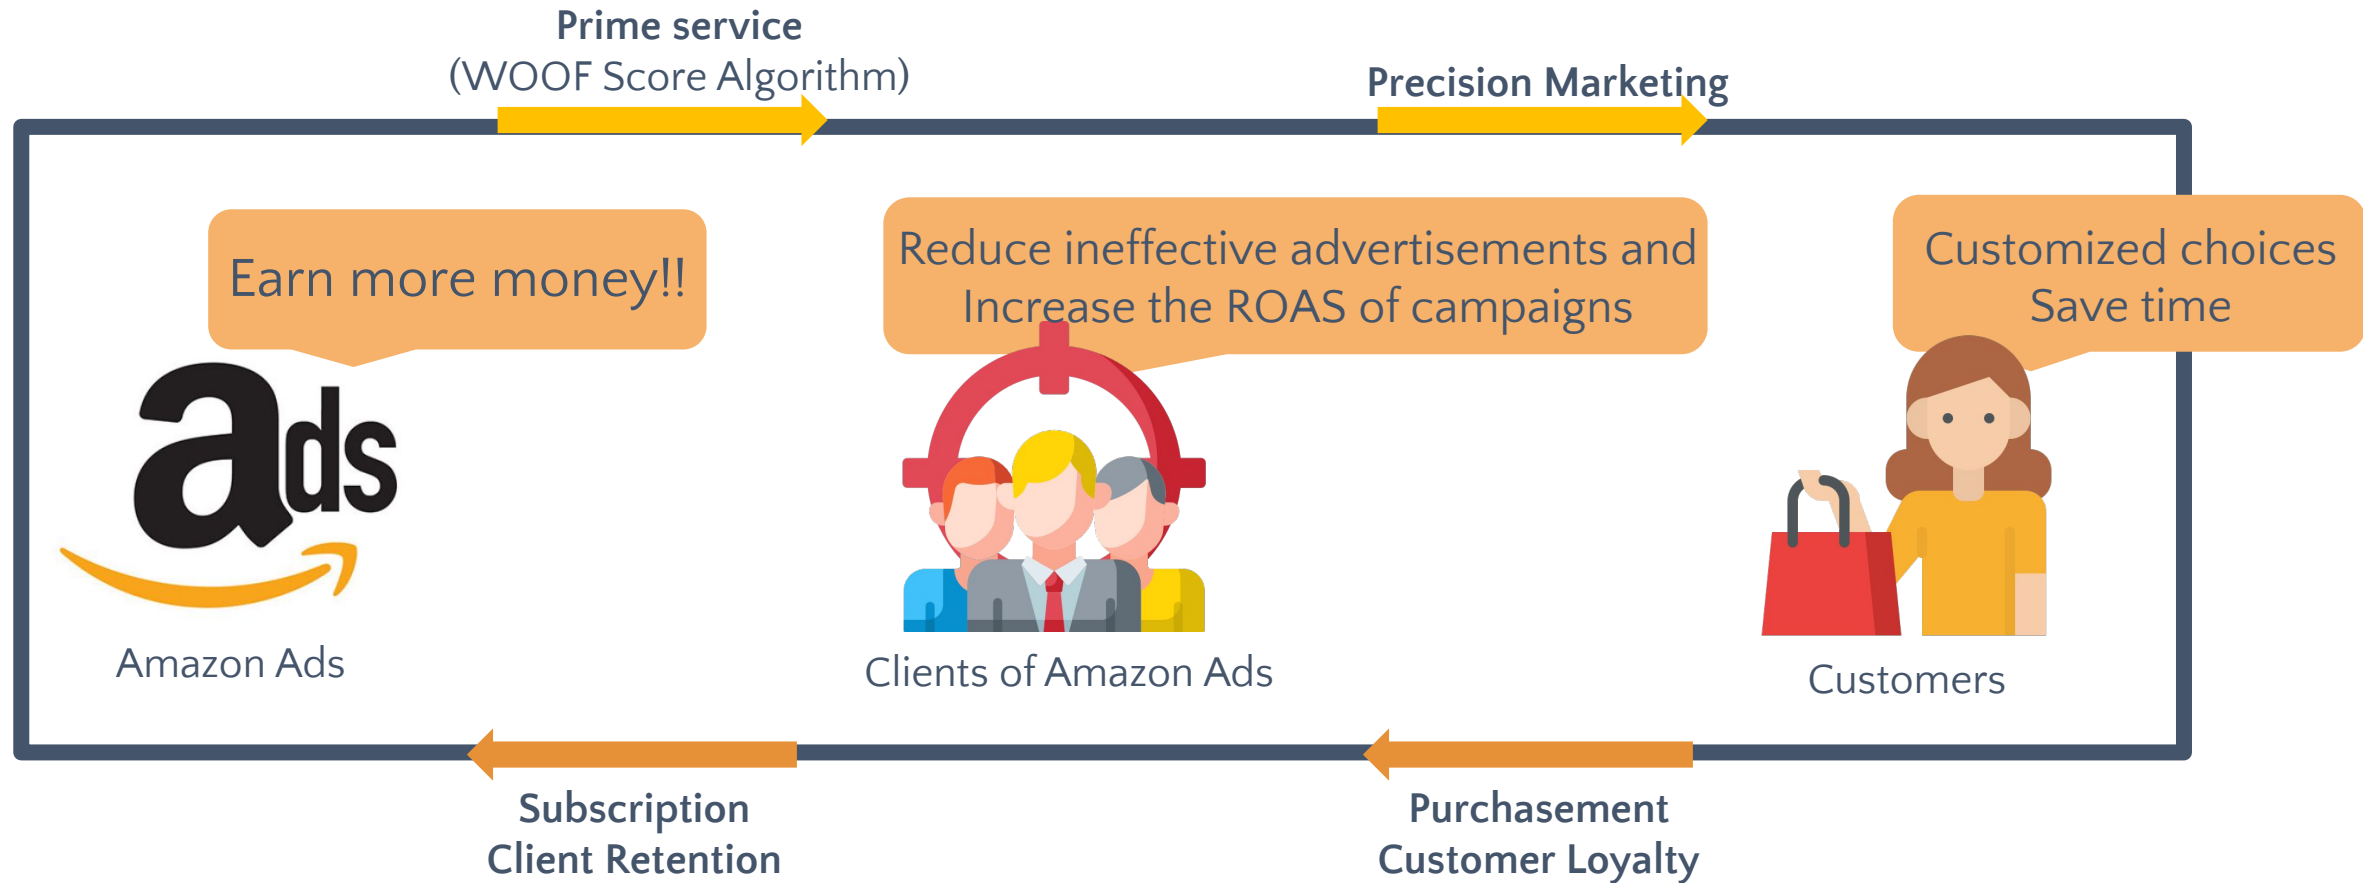 Prime service
(WOOF Score Algorithm)
Precision Marketing
Earn more money!!
Reduce ineffective advertisements and
Increase the ROAS of campaigns
Customized choices
Save time
ads
Amazon Ads
Clients of Amazon Ads
Customers
Subscription
Client Retention
Purchasement
Customer Loyalty